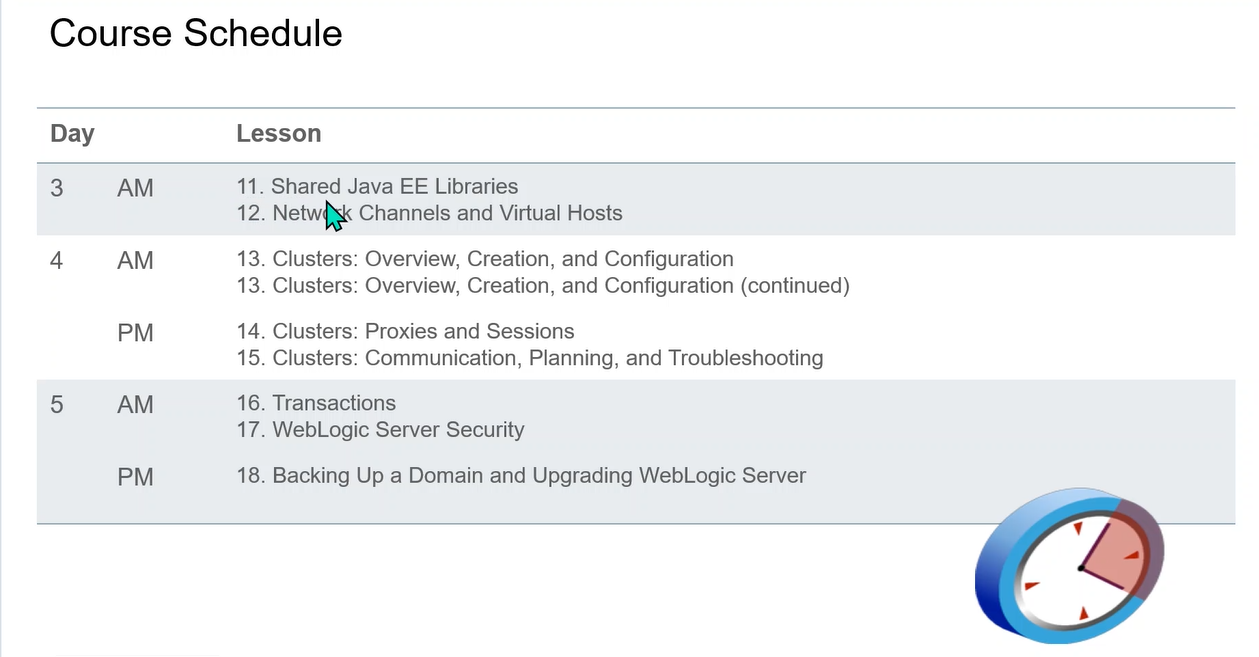 Course Schedule
Day Lesson
3 AM 11. Shared Java EE Libraries
12. Network Channels and Virtual Hosts
4 AM 13. Clusters: Overview, Creation, and Configuration
13. Clusters: Overview, Creation, and Configuration (continued)
PM 14. Clusters: Proxies and Sessions
15. Clusters: Communication, Planning, and Troubleshooting
5 AM 16. Transactions
17. WebLogic Server Security
PM 18. Backing Up a Domain and Upgrading WebLogic Server